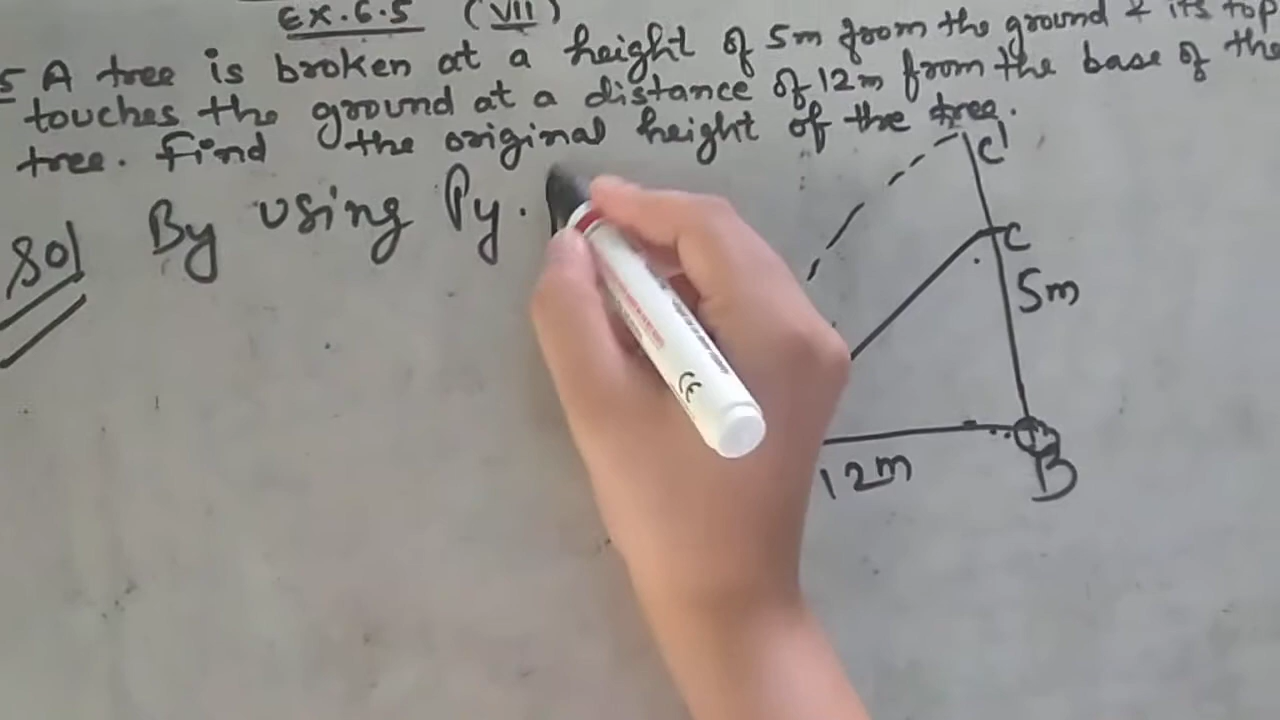 Ex.6.5 (VII)
5 A tree is broken at a height of 5m from the ground & its top
touches the ground at a distance of 12m from the base of the
tree. Find the original height of the tree.
Sol By using Py.
C'
C
5m
12m
B
CE